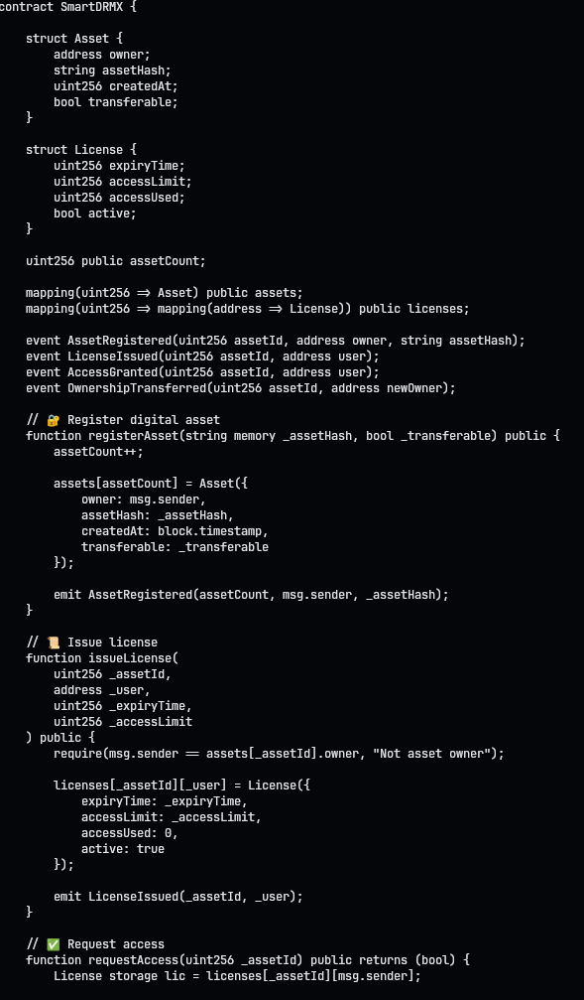 contract SmartDRMX {
struct Asset {
address owner;
string assetHash;
uint256 createdAt;
bool transferable;
}
struct License {
uint256 expiryTime;
uint256 accessLimit;
uint256 accessUsed;
bool active;
}
uint256 public assetCount;
mapping(uint256 => Asset) public assets;
mapping(uint256 => mapping(address => License)) public licenses;
event AssetRegistered(uint256 assetId, address owner, string assetHash);
event LicenseIssued(uint256 assetId, address user);
event AccessGranted(uint256 assetId, address user);
event OwnershipTransferred(uint256 assetId, address newOwner);
// 🔐 Register digital asset
function registerAsset(string memory _assetHash, bool _transferable) public {
assetCount++;
assets[assetCount] = Asset({
owner: msg.sender,
assetHash: _assetHash,
createdAt: block.timestamp,
transferable: _transferable
});
emit AssetRegistered(assetCount, msg.sender, _assetHash);
}
// 📜 Issue license
function issueLicense(
uint256 _assetId,
address _user,
uint256 _expiryTime,
uint256 _accessLimit
) public {
require(msg.sender == assets[_assetId].owner, "Not asset owner");
licenses[_assetId][_user] = License({
expiryTime: _expiryTime,
accessLimit: _accessLimit,
accessUsed: 0,
active: true
});
emit LicenseIssued(_assetId, _user);
}
// ✅ Request access
function requestAccess(uint256 _assetId) public returns (bool) {
License storage lic = licenses[_assetId][msg.sender];